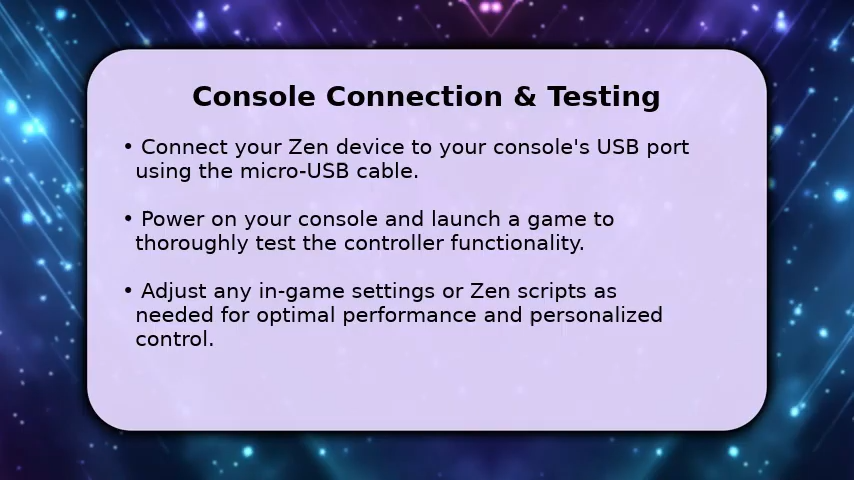 Console Connection & Testing
• Connect your Zen device to your console's USB port
using the micro-USB cable.
• Power on your console and launch a game to
thoroughly test the controller functionality.
• Adjust any in-game settings or Zen scripts as
needed for optimal performance and personalized
control.